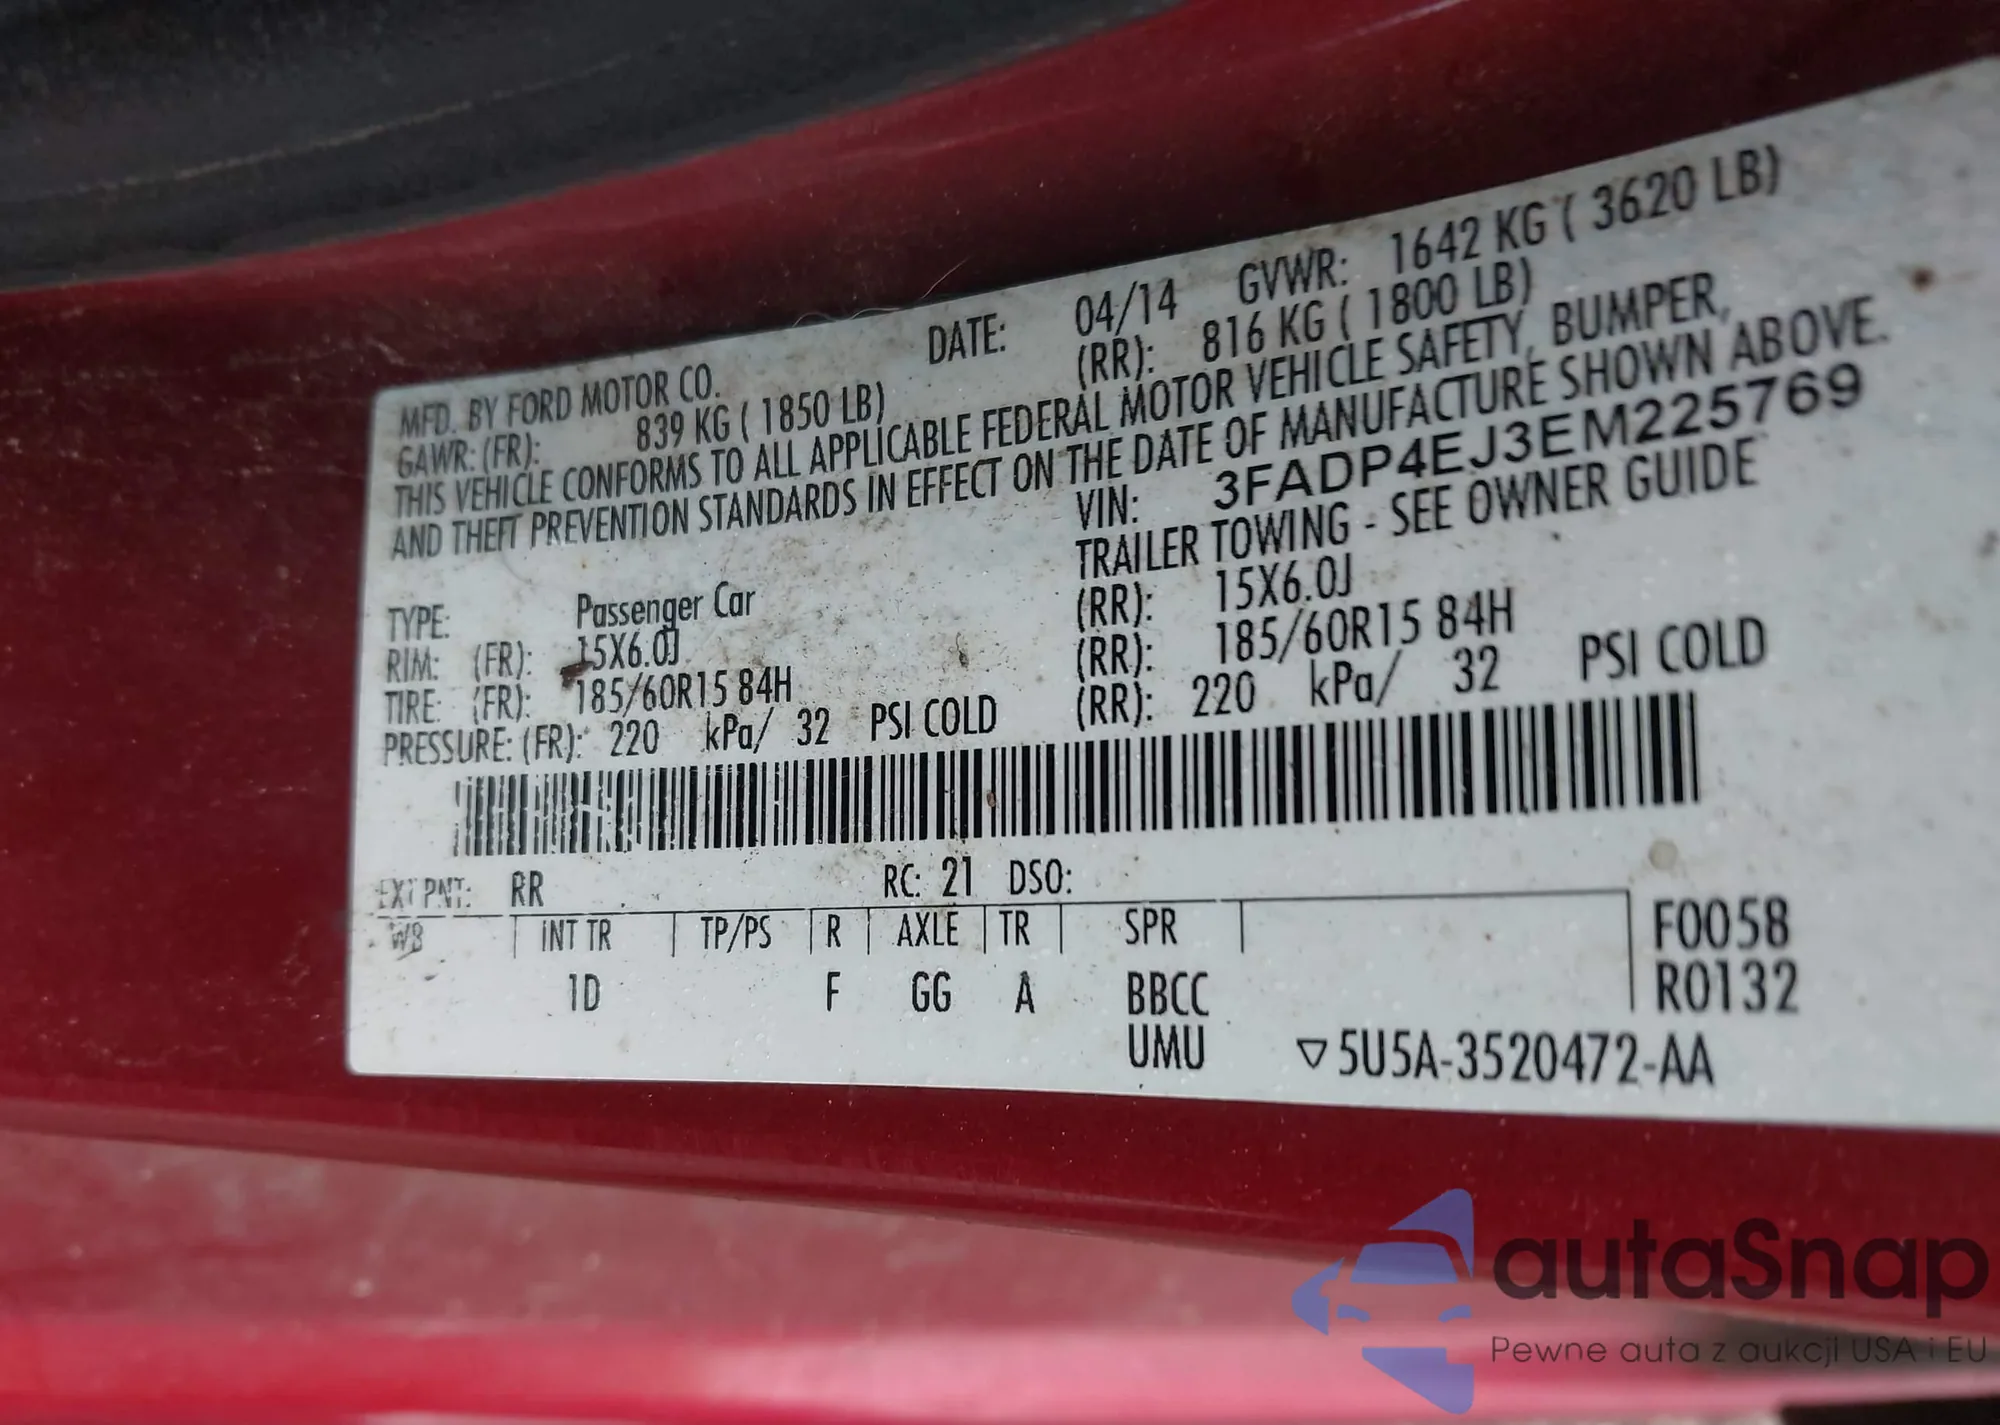 MFD. BY FORD MOTOR CO. DATE: 04/14 GVWR: 1642 KG ( 3620 LB)
GAWR: (FR): 839 KG ( 1850 LB) (RR): 816 KG ( 1800 LB)
THIS VEHICLE CONFORMS TO ALL APPLICABLE FEDERAL MOTOR VEHICLE SAFETY, BUMPER,
AND THEFT PREVENTION STANDARDS IN EFFECT ON THE DATE OF MANUFACTURE SHOWN ABOVE.
VIN: 3FADP4EJ3EM225769
TYPE: Passenger Car TRAILER TOWING - SEE OWNER GUIDE
RIM: (FR): 15X6.0J (RR): 15X6.0J
TIRE: (FR): 185/60R15 84H (RR): 185/60R15 84H
PRESSURE: (FR): 220 kPa/ 32 PSI COLD (RR): 220 kPa/ 32 PSI COLD
EXT PNT: RR RC: 21 DSO:
WB INT TR TP/PS R AXLE TR SPR F0058
1D F GG A BBCC R0132
UMU ▽5U5A-3520472-AA
autaSnap
Pewne auta z aukcji USA i EU